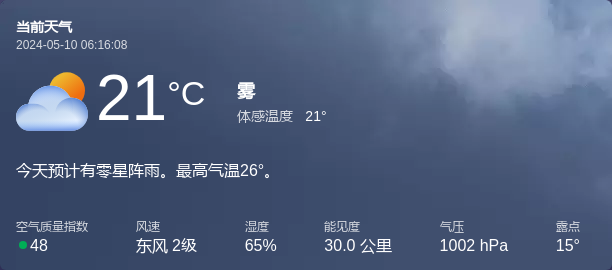 当前天气
2024-05-10 06:16:08
21°C
雾
体感温度 21°
今天预计有零星阵雨。最高气温26°。
空气质量指数 风速 湿度 能见度 气压 露点
48 东风 2级 65% 30.0 公里 1002 hPa 15°